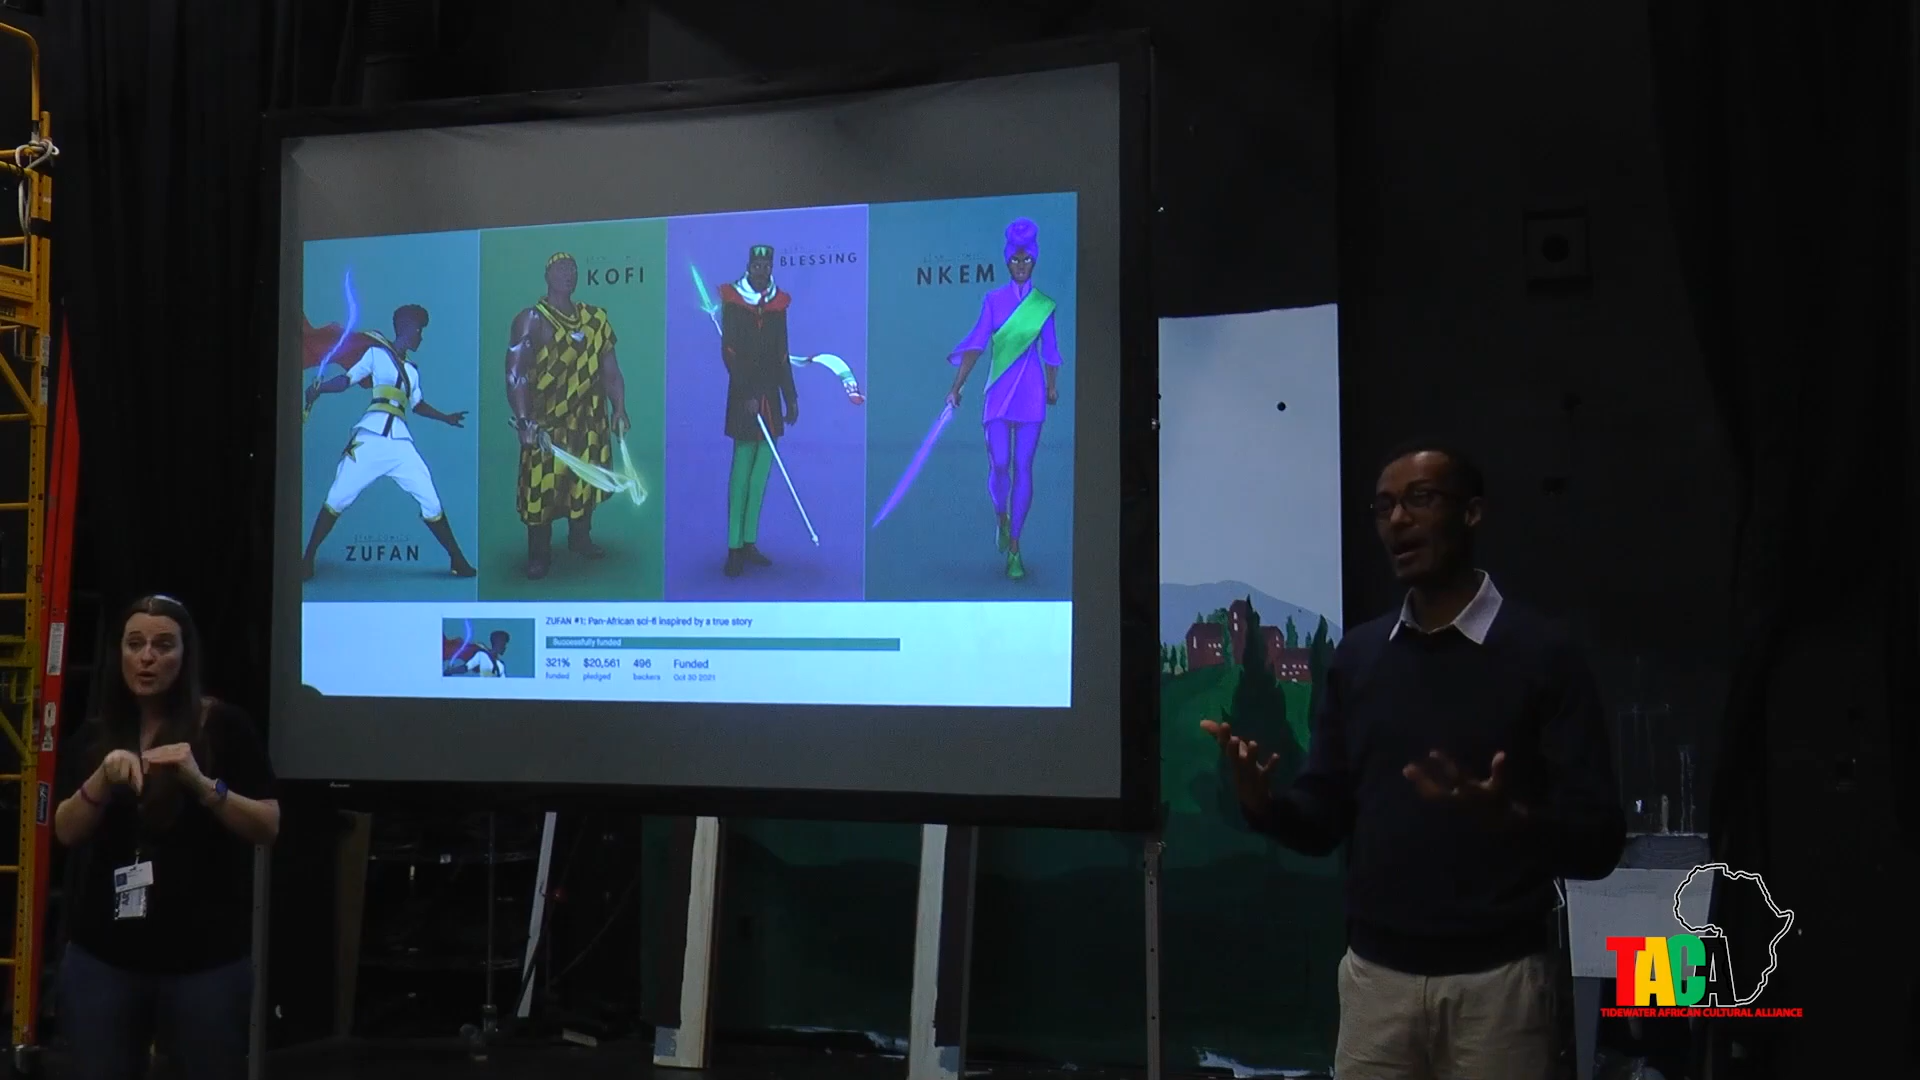 KOFI
BLESSING
NKEM
ZUFAN
ZUFAN #1; Pan-African sci-fi inspired by a true story
Successfully funded
321% $20,561 496 Funded
funded pledged backers Oct 30 2021
TACA
TIDEWATER AFRICAN CULTURAL ALLIANCE